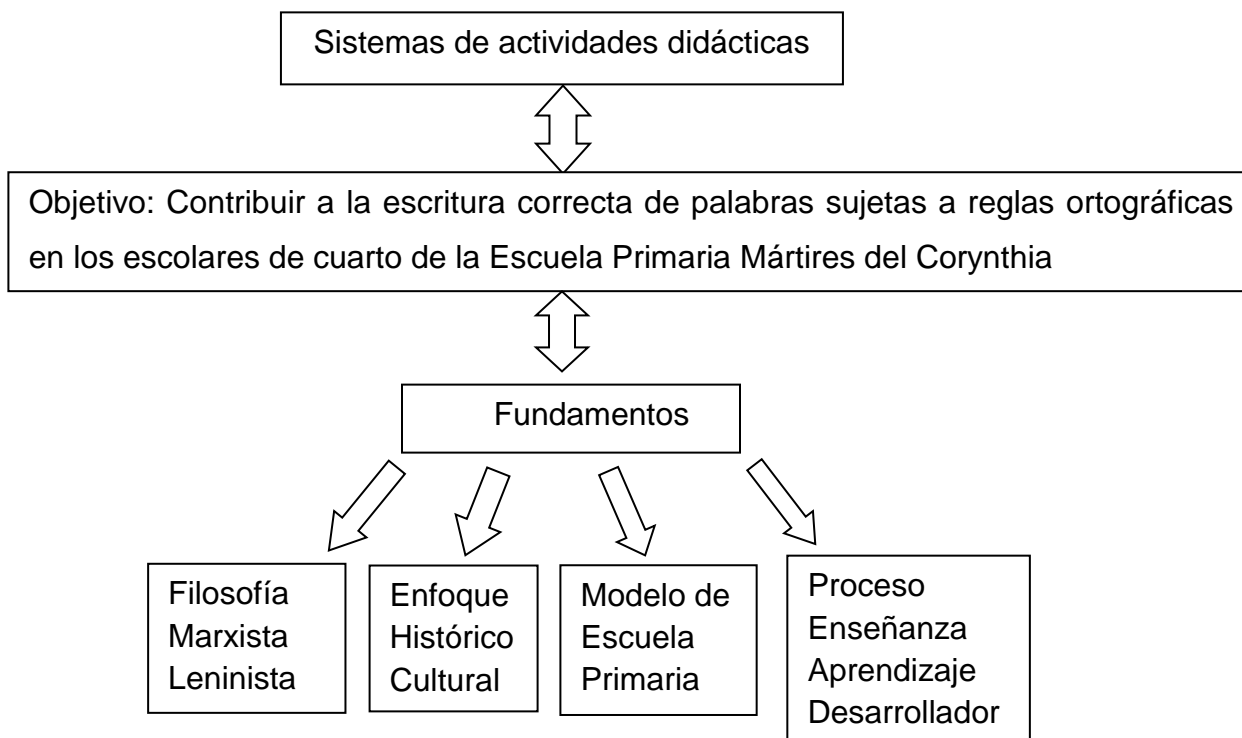 Sistemas de actividades didácticas
Objetivo: Contribuir a la escritura correcta de palabras sujetas a reglas ortográficas
en los escolares de cuarto de la Escuela Primaria Mártires del Corynthia
Fundamentos
Filosofía
Marxista
Leninista
Enfoque
Histórico
Cultural
Modelo de
Escuela
Primaria
Proceso
Enseñanza
Aprendizaje
Desarrollador